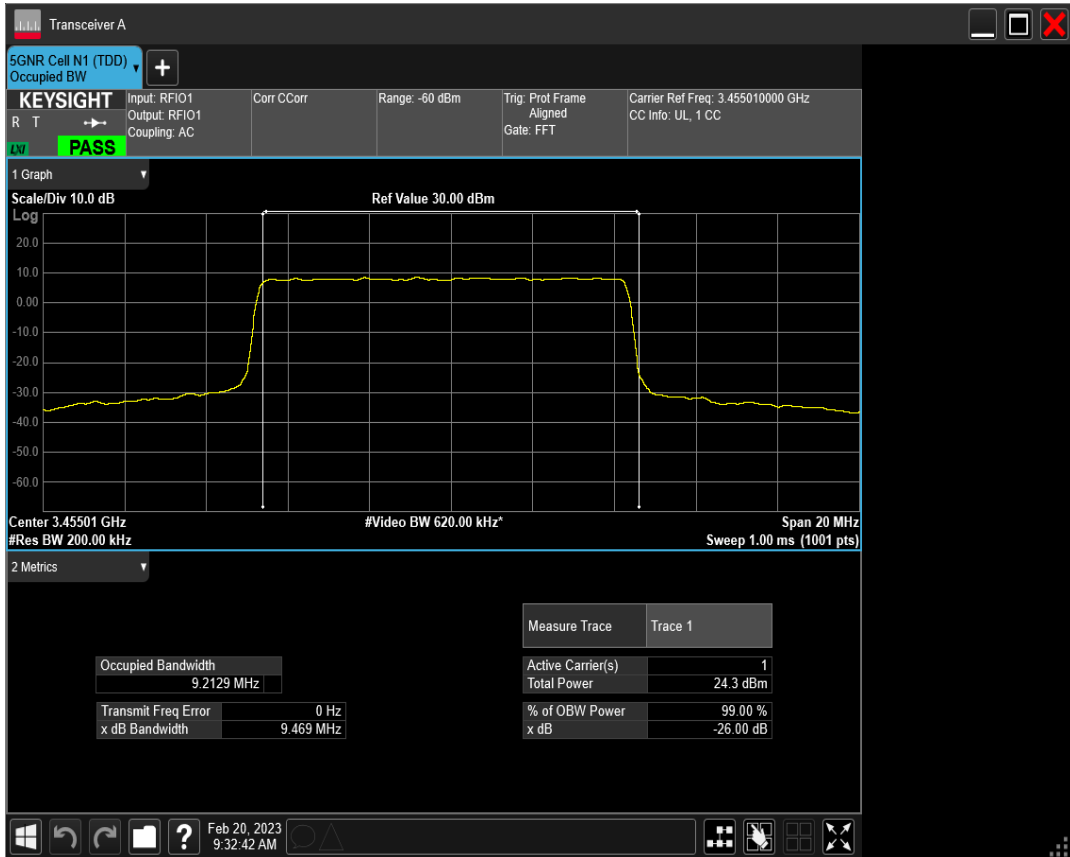 Transceiver A
5GNR Cell N1 (TDD)
Occupied BW
+
KEYSIGHT
R T
LXI
PASS
Input: RFIO1
Output: RFIO1
Coupling: AC
Corr CCorr
Range: -60 dBm
Trig: Prot Frame
Aligned
Gate: FFT
Carrier Ref Freq: 3.455010000 GHz
CC Info: UL, 1 CC
1 Graph
Scale/Div 10.0 dB
Ref Value 30.00 dBm
Log
20.0
10.0
0.00
-10.0
-20.0
-30.0
-40.0
-50.0
-60.0
Center 3.45501 GHz
#Video BW 620.00 kHz*
Span 20 MHz
#Res BW 200.00 kHz
Sweep 1.00 ms (1001 pts)
2 Metrics
Measure Trace Trace 1
Occupied Bandwidth
9.2129 MHz
Active Carrier(s) 1
Total Power 24.3 dBm
Transmit Freq Error 0 Hz
x dB Bandwidth 9.469 MHz
% of OBW Power 99.00 %
x dB -26.00 dB
?
Feb 20, 2023
9:32:42 AM